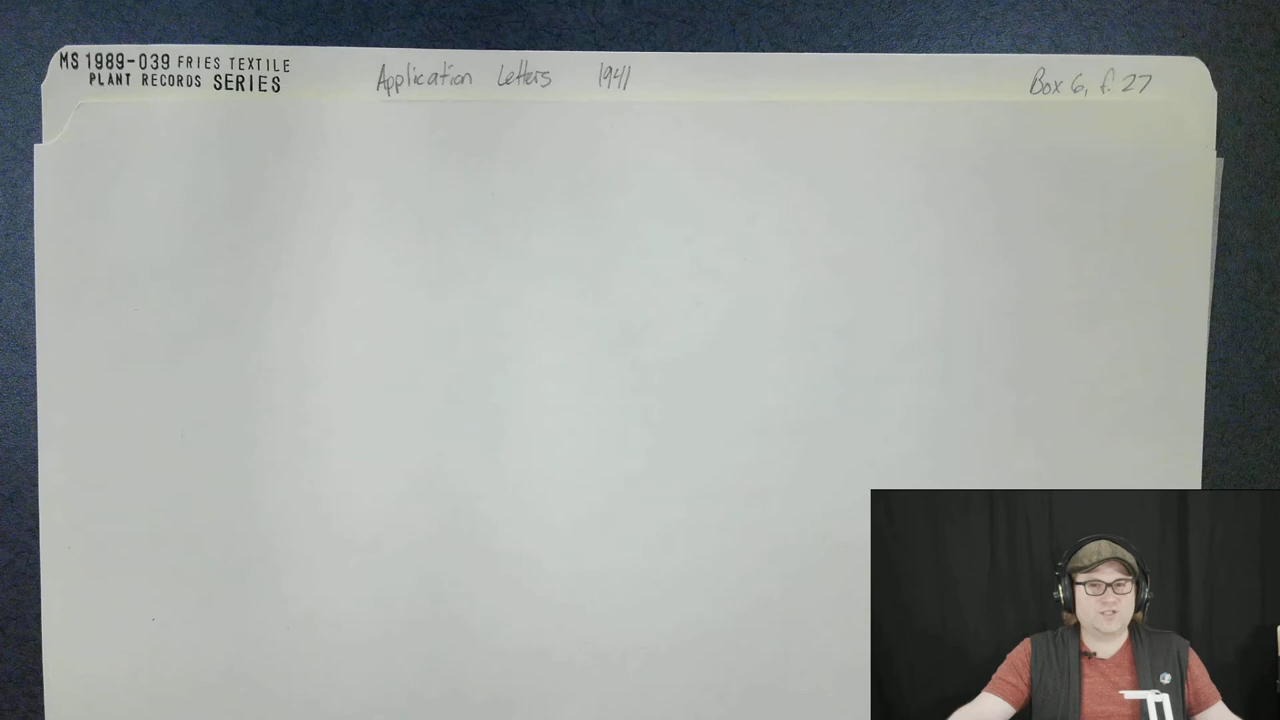 MS 1989-039 FRIES TEXTILE
PLANT RECORDS SERIES
Application Letters 1941
Box 6, f. 27